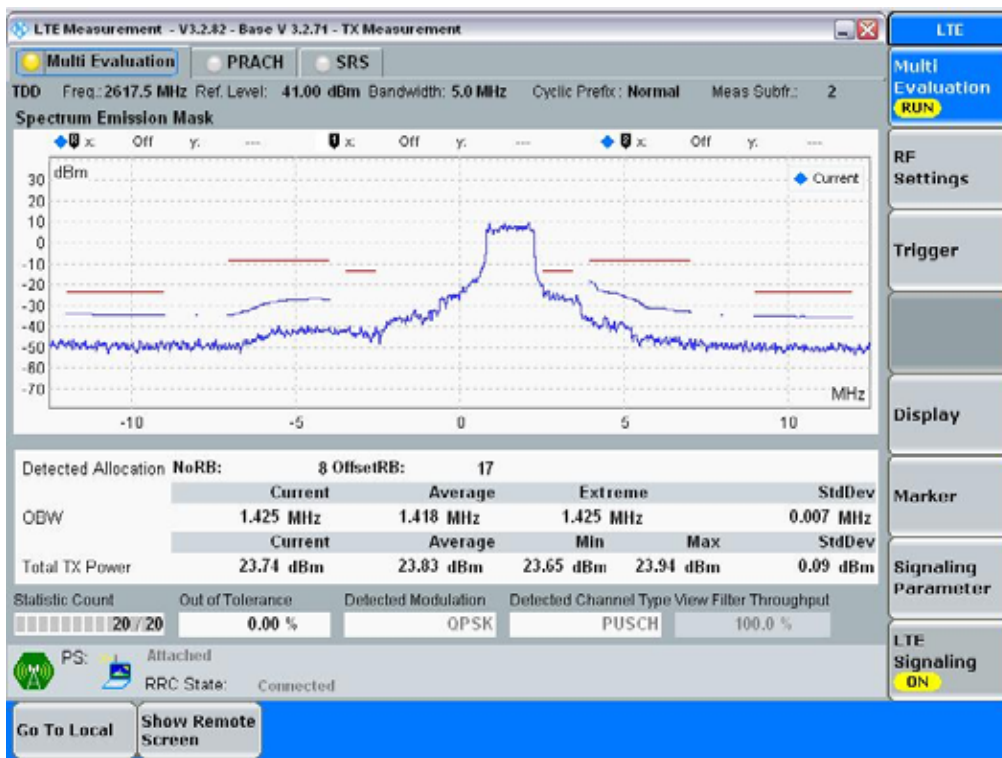 LTE Measurement - V3.2.82 - Base V 3.2.71 - TX Measurement
LTE
Multi Evaluation PRACH SRS
Multi Evaluation RUN
TDD Freq.: 2617.5 MHz Ref. Level: 41.00 dBm Bandwidth: 5.0 MHz Cyclic Prefix: Normal Meas Subfr.: 2
Spectrum Emission Mask
0 x: Off y: --- 1 x: Off y: --- 2 x: Off y: ---
dBm
Current
30
20
10
0
-10
-20
-30
-40
-50
-60
-70
MHz
-10 -5 0 5 10
RF Settings
Trigger
Display
Marker
Signaling Parameter
LTE Signaling ON
Detected Allocation NoRB: 8 OffsetRB: 17
Current Average Extreme StdDev
OBW 1.425 MHz 1.418 MHz 1.425 MHz 0.007 MHz
Current Average Min Max StdDev
Total TX Power 23.74 dBm 23.83 dBm 23.65 dBm 23.94 dBm 0.09 dBm
Statistic Count Out of Tolerance Detected Modulation Detected Channel Type View Filter Throughput
20 / 20 0.00 % QPSK PUSCH 100.0 %
PS: Attached
RRC State: Connected
Go To Local
Show Remote Screen